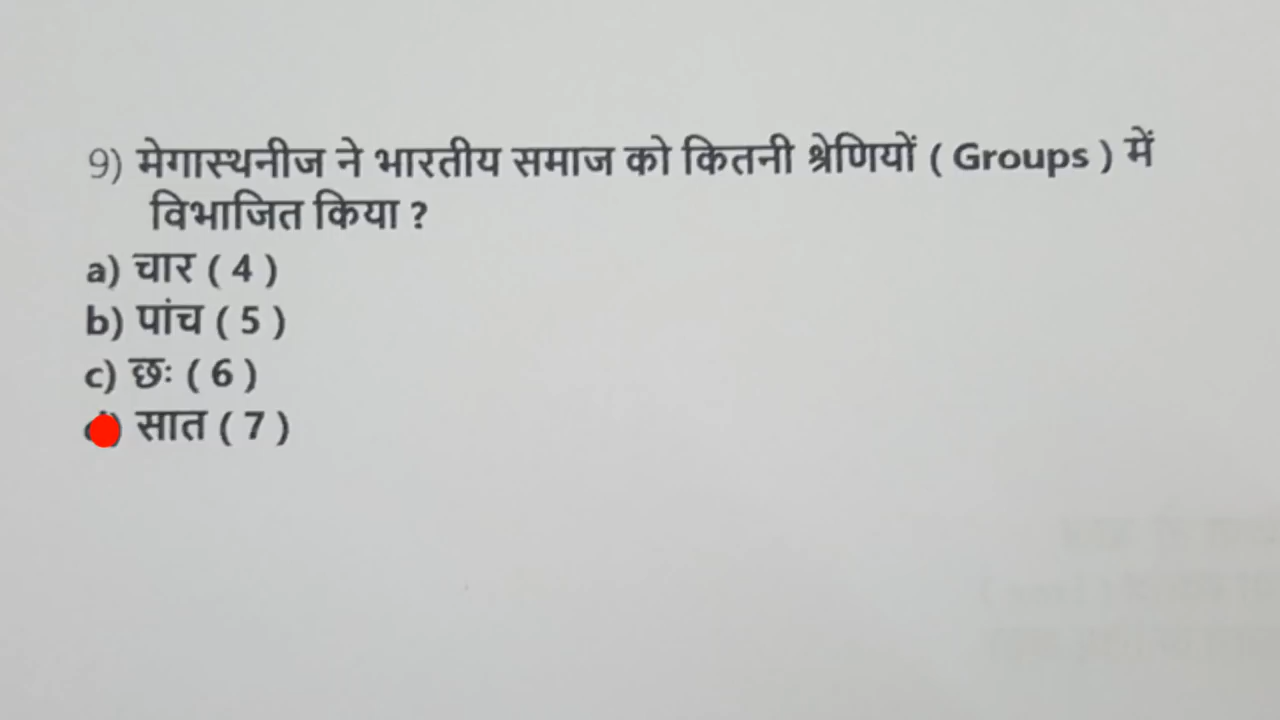 9) मेगास्थनीज ने भारतीय समाज को कितनी श्रेणियों ( Groups ) में
विभाजित किया ?
a) चार ( 4 )
b) पांच ( 5 )
c) छः ( 6 )
d) सात ( 7 )